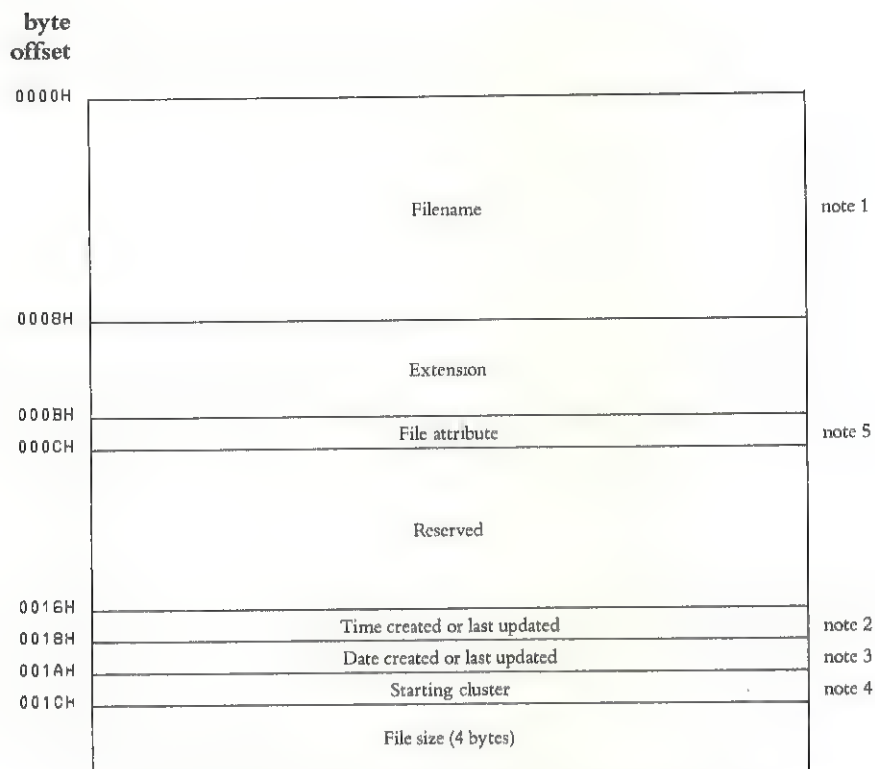 byte
offset
0000H
Filename
note 1
0008H
Extension
000BH
File attribute
note 5
000CH
Reserved
0016H
Time created or last updated
note 2
0018H
Date created or last updated
note 3
001AH
Starting cluster
note 4
001CH
File size (4 bytes)